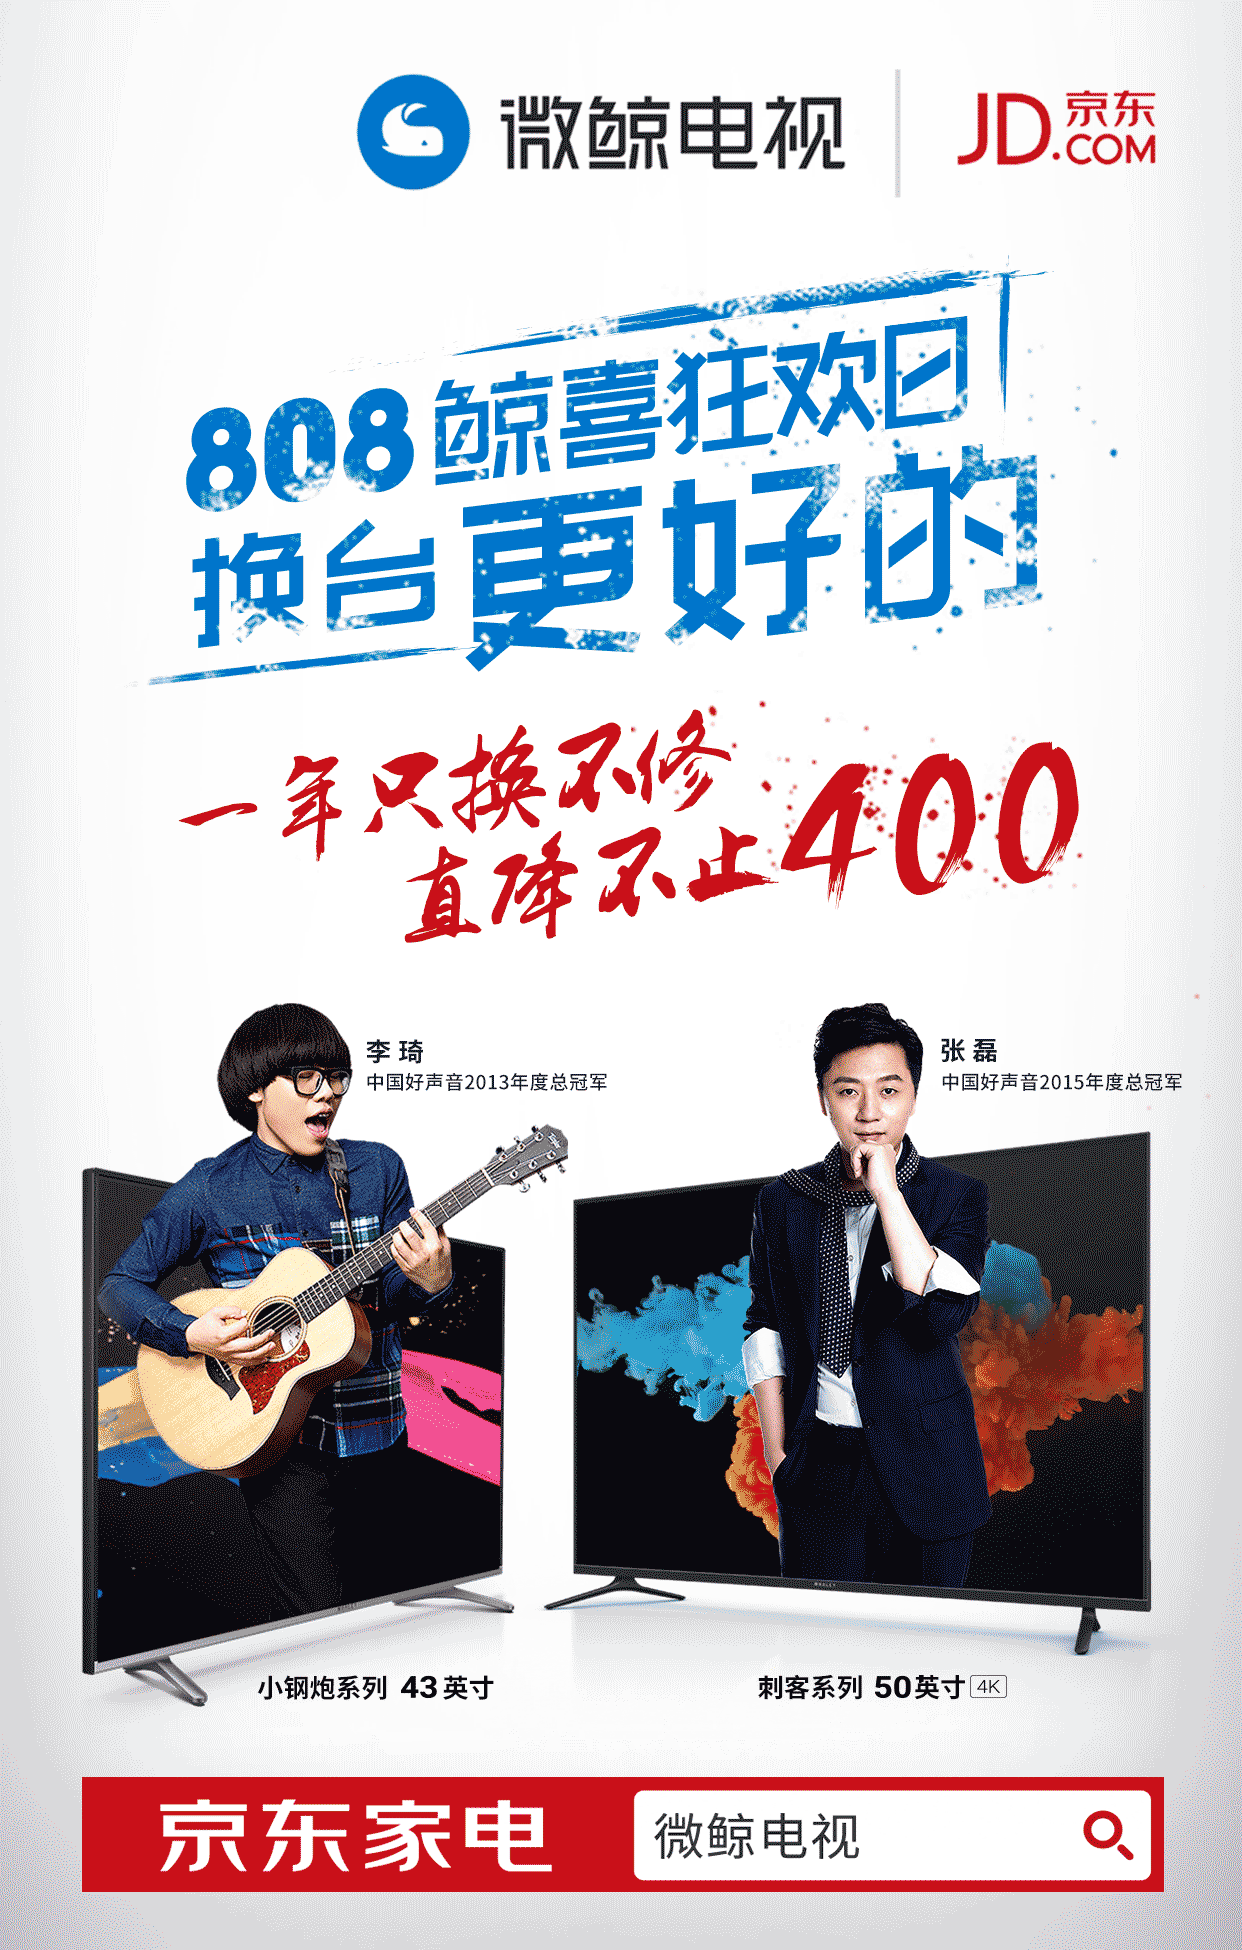 微鲸电视
JD.COM 京东
808鲸喜狂欢日
换台更好的
一年只换不修
直降不止400
李琦
中国好声音2013年度总冠军
张磊
中国好声音2015年度总冠军
小钢炮系列 43英寸
刺客系列 50英寸 4K
京东家电
微鲸电视